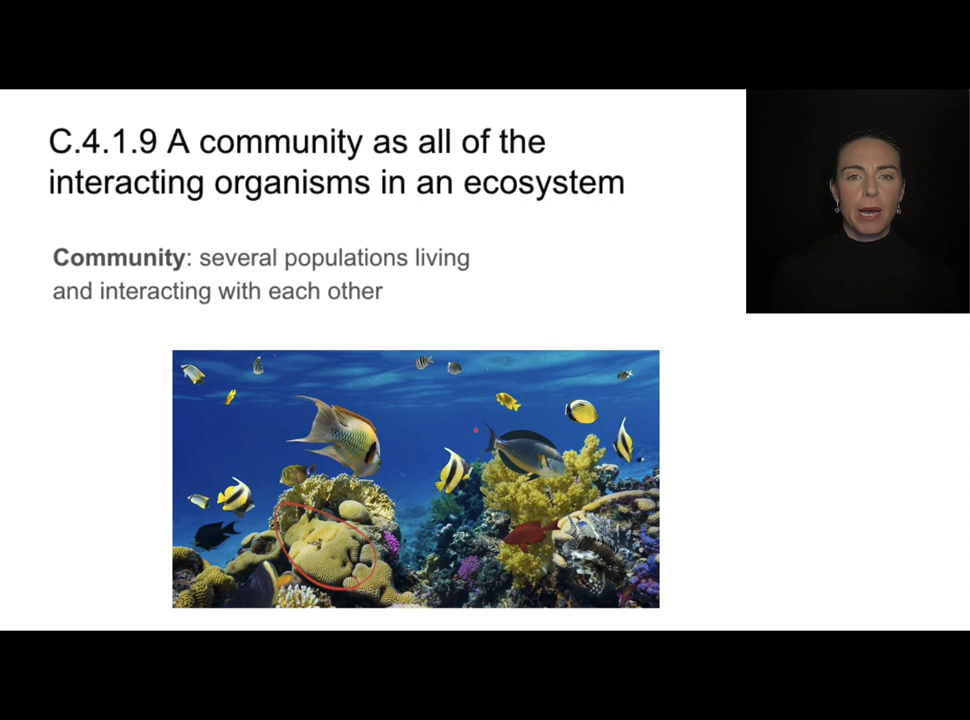 C.4.1.9 A community as all of the
interacting organisms in an ecosystem
Community: several populations living
and interacting with each other